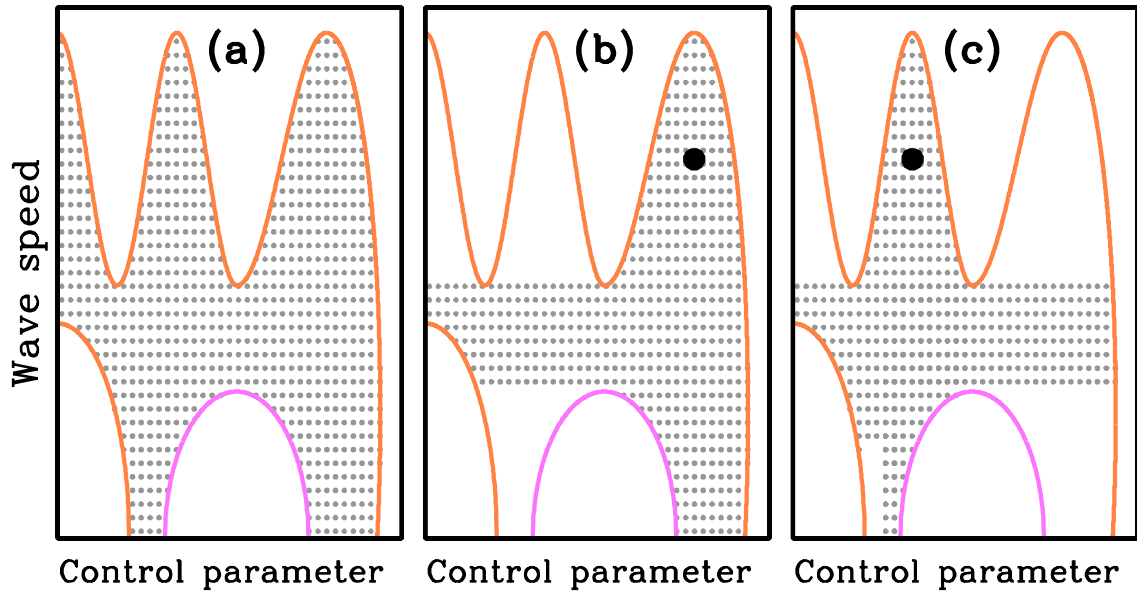 (a) (b) (c)
Wave speed
Control parameter Control parameter Control parameter